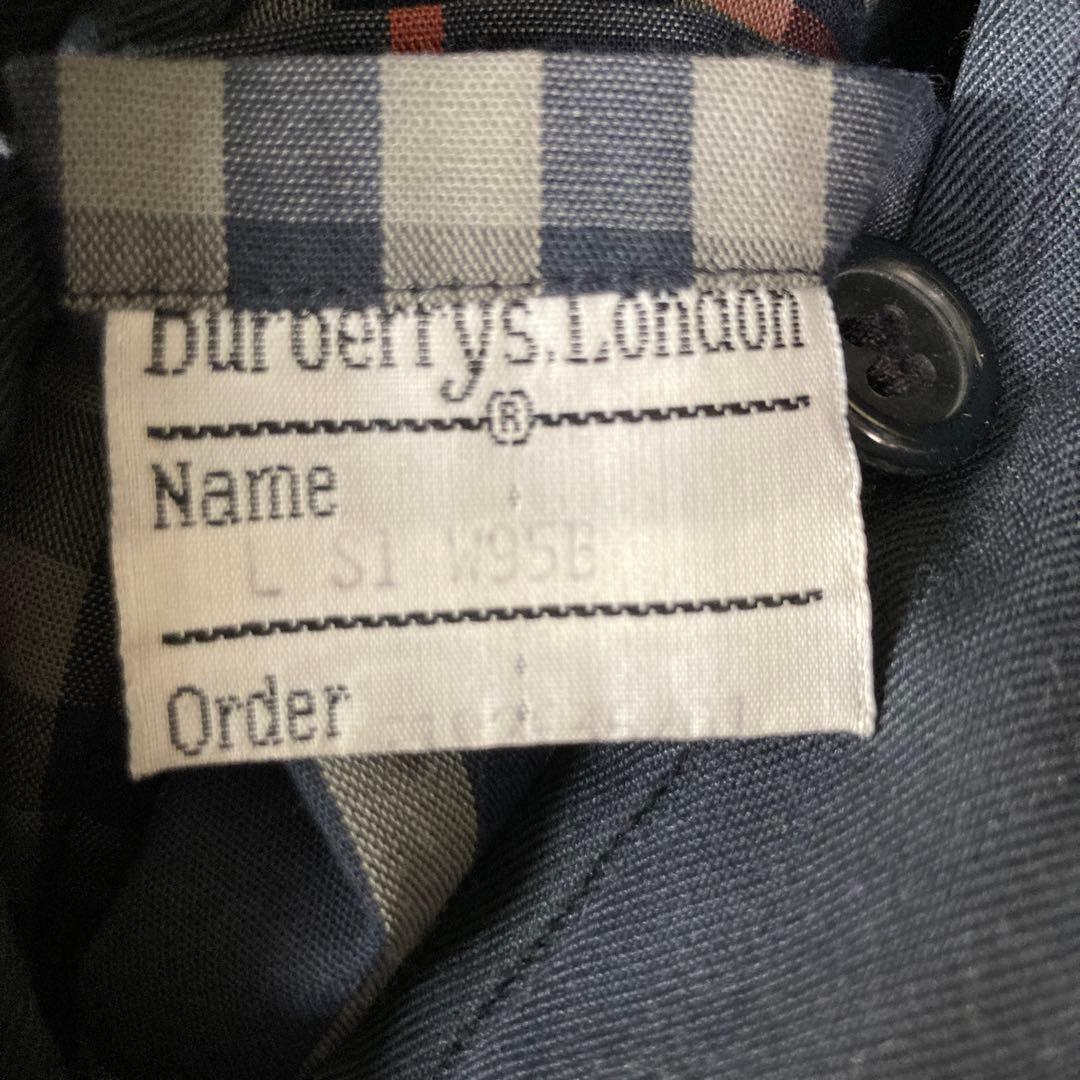 Burberrys.London
®
Name
L S1 W95B
Order